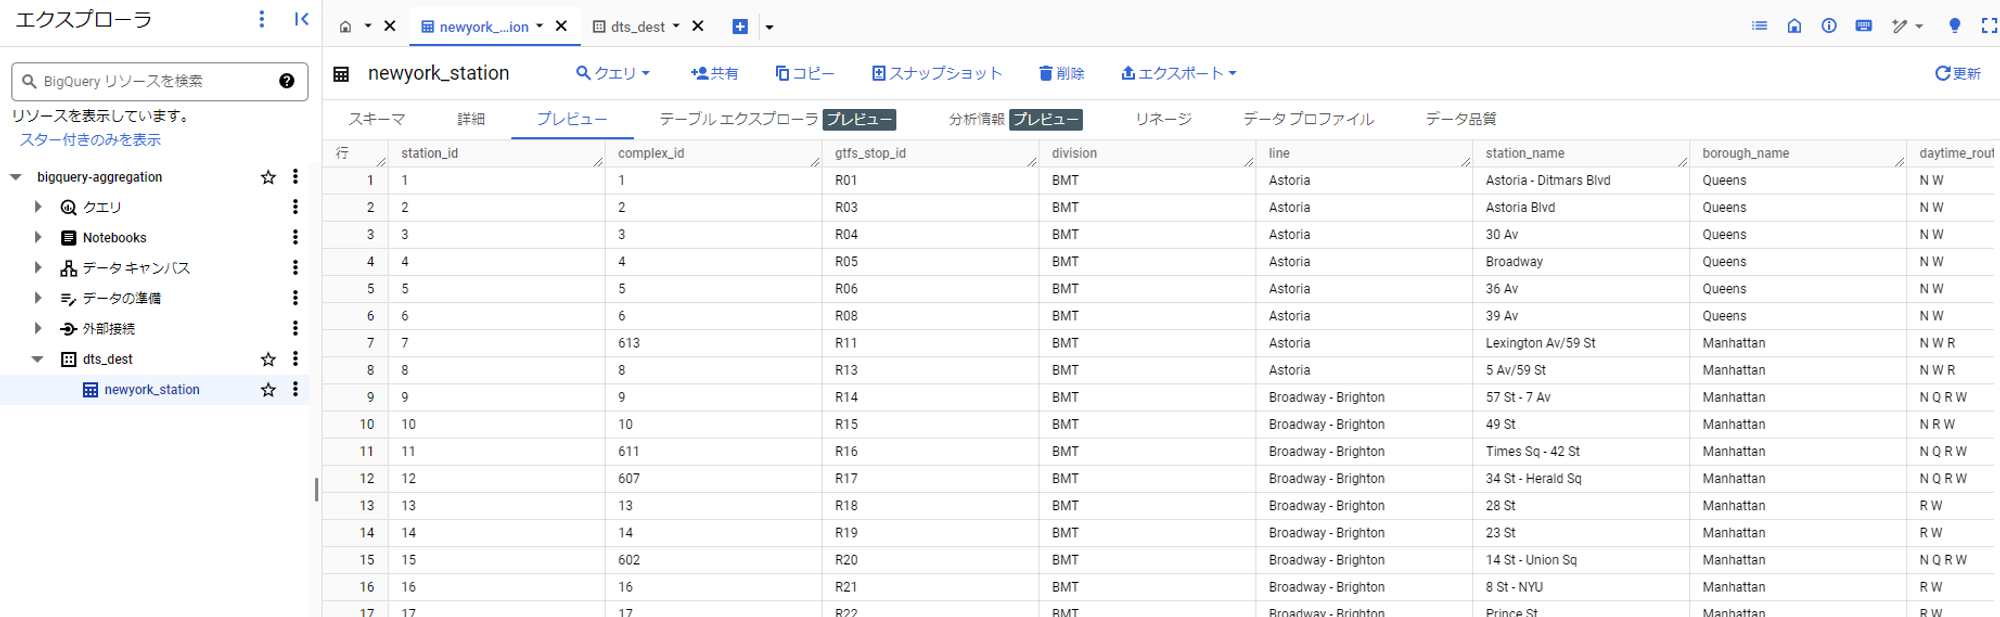 エクスプローラ
newyork_...ion
dts_dest
BigQuery リソースを検索
リソースを表示しています。
スター付きのみを表示
bigquery-aggregation
クエリ
Notebooks
データ キャンバス
データの準備
外部接続
dts_dest
newyork_station
newyork_station クエリ 共有 コピー スナップショット 削除 エクスポート 更新
スキーマ 詳細 プレビュー テーブル エクスプローラ プレビュー 分析情報 プレビュー リネージ データ プロファイル データ品質
行 station_id complex_id gtfs_stop_id division line station_name borough_name daytime_rout
1 1 1 R01 BMT Astoria Astoria - Ditmars Blvd Queens N W
2 2 2 R03 BMT Astoria Astoria Blvd Queens N W
3 3 3 R04 BMT Astoria 30 Av Queens N W
4 4 4 R05 BMT Astoria Broadway Queens N W
5 5 5 R06 BMT Astoria 36 Av Queens N W
6 6 6 R08 BMT Astoria 39 Av Queens N W
7 7 613 R11 BMT Astoria Lexington Av/59 St Manhattan N W R
8 8 8 R13 BMT Astoria 5 Av/59 St Manhattan N W R
9 9 9 R14 BMT Broadway - Brighton 57 St - 7 Av Manhattan N Q R W
10 10 10 R15 BMT Broadway - Brighton 49 St Manhattan N R W
11 11 611 R16 BMT Broadway - Brighton Times Sq - 42 St Manhattan N Q R W
12 12 607 R17 BMT Broadway - Brighton 34 St - Herald Sq Manhattan N Q R W
13 13 13 R18 BMT Broadway - Brighton 28 St Manhattan R W
14 14 14 R19 BMT Broadway - Brighton 23 St Manhattan R W
15 15 602 R20 BMT Broadway - Brighton 14 St - Union Sq Manhattan N Q R W
16 16 16 R21 BMT Broadway - Brighton 8 St - NYU Manhattan R W
17 17 17 R22 BMT Broadway - Brighton Prince St Manhattan R W